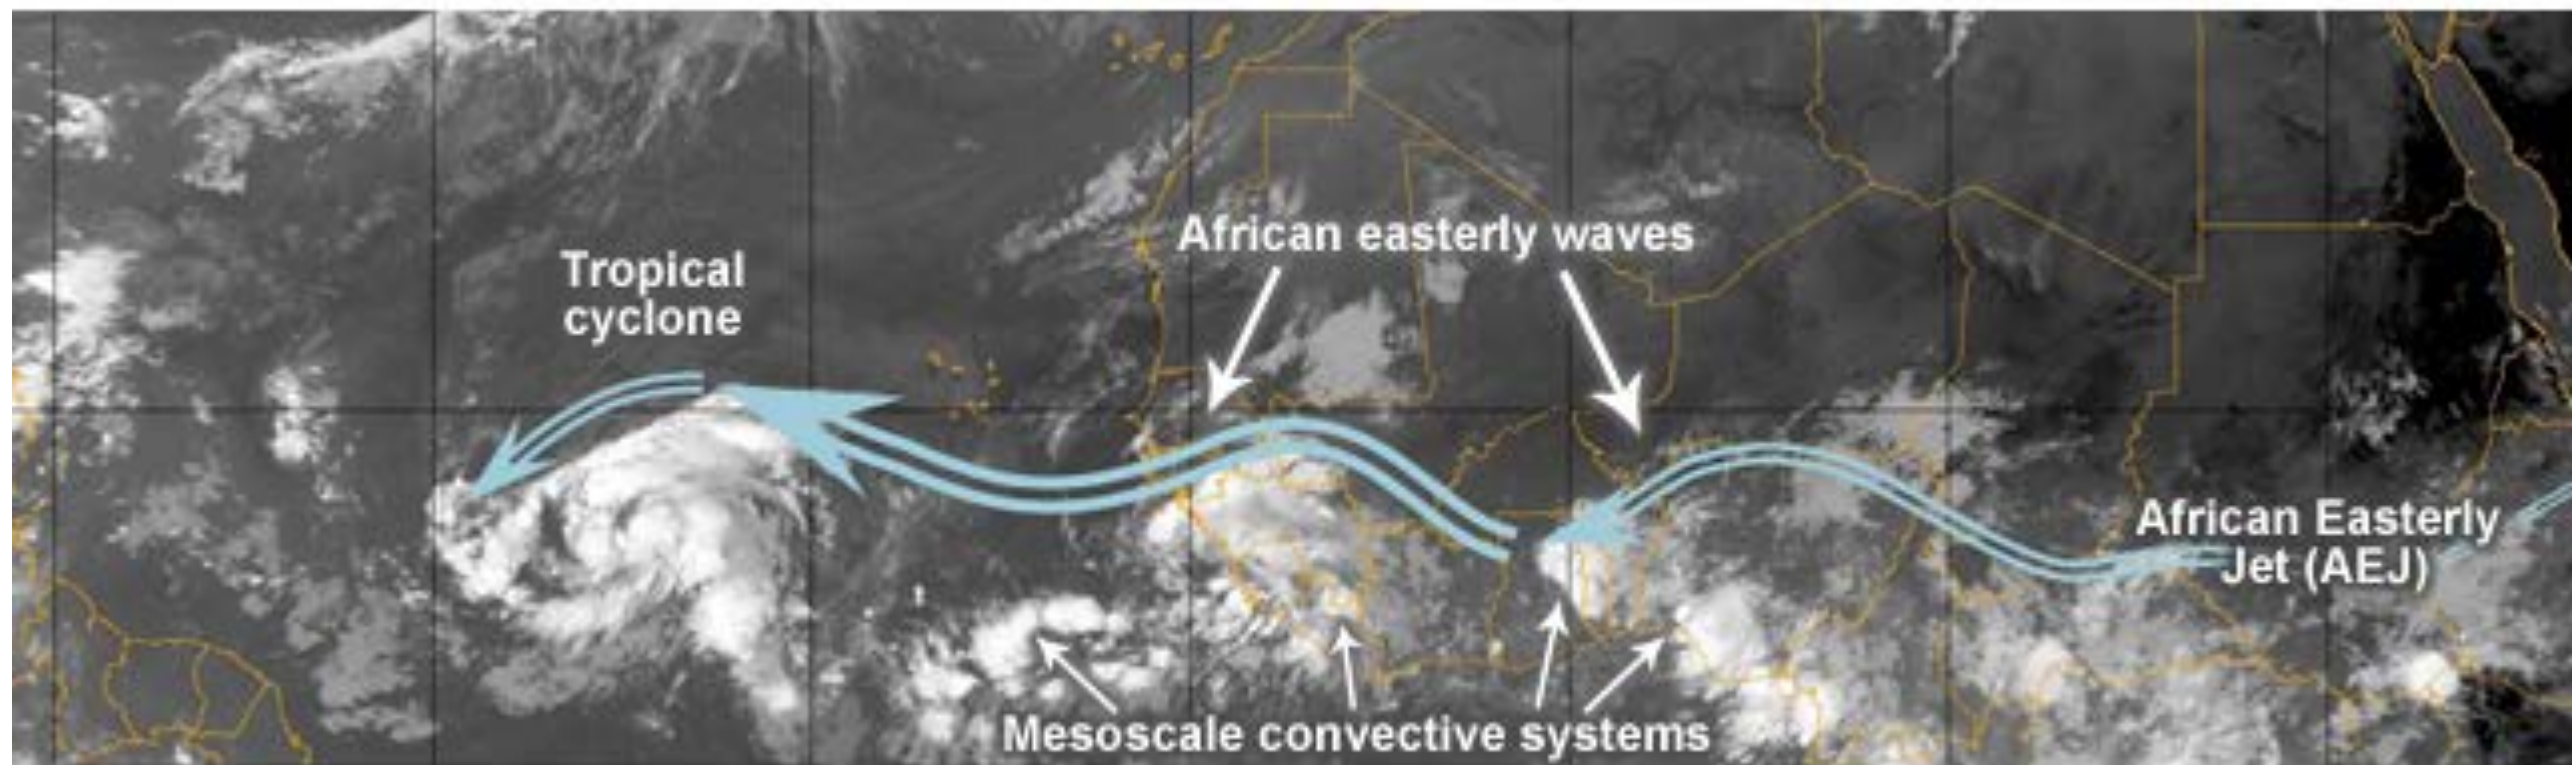 African easterly waves
Tropical
cyclone
African Easterly
Jet (AEJ)
Mesoscale convective systems